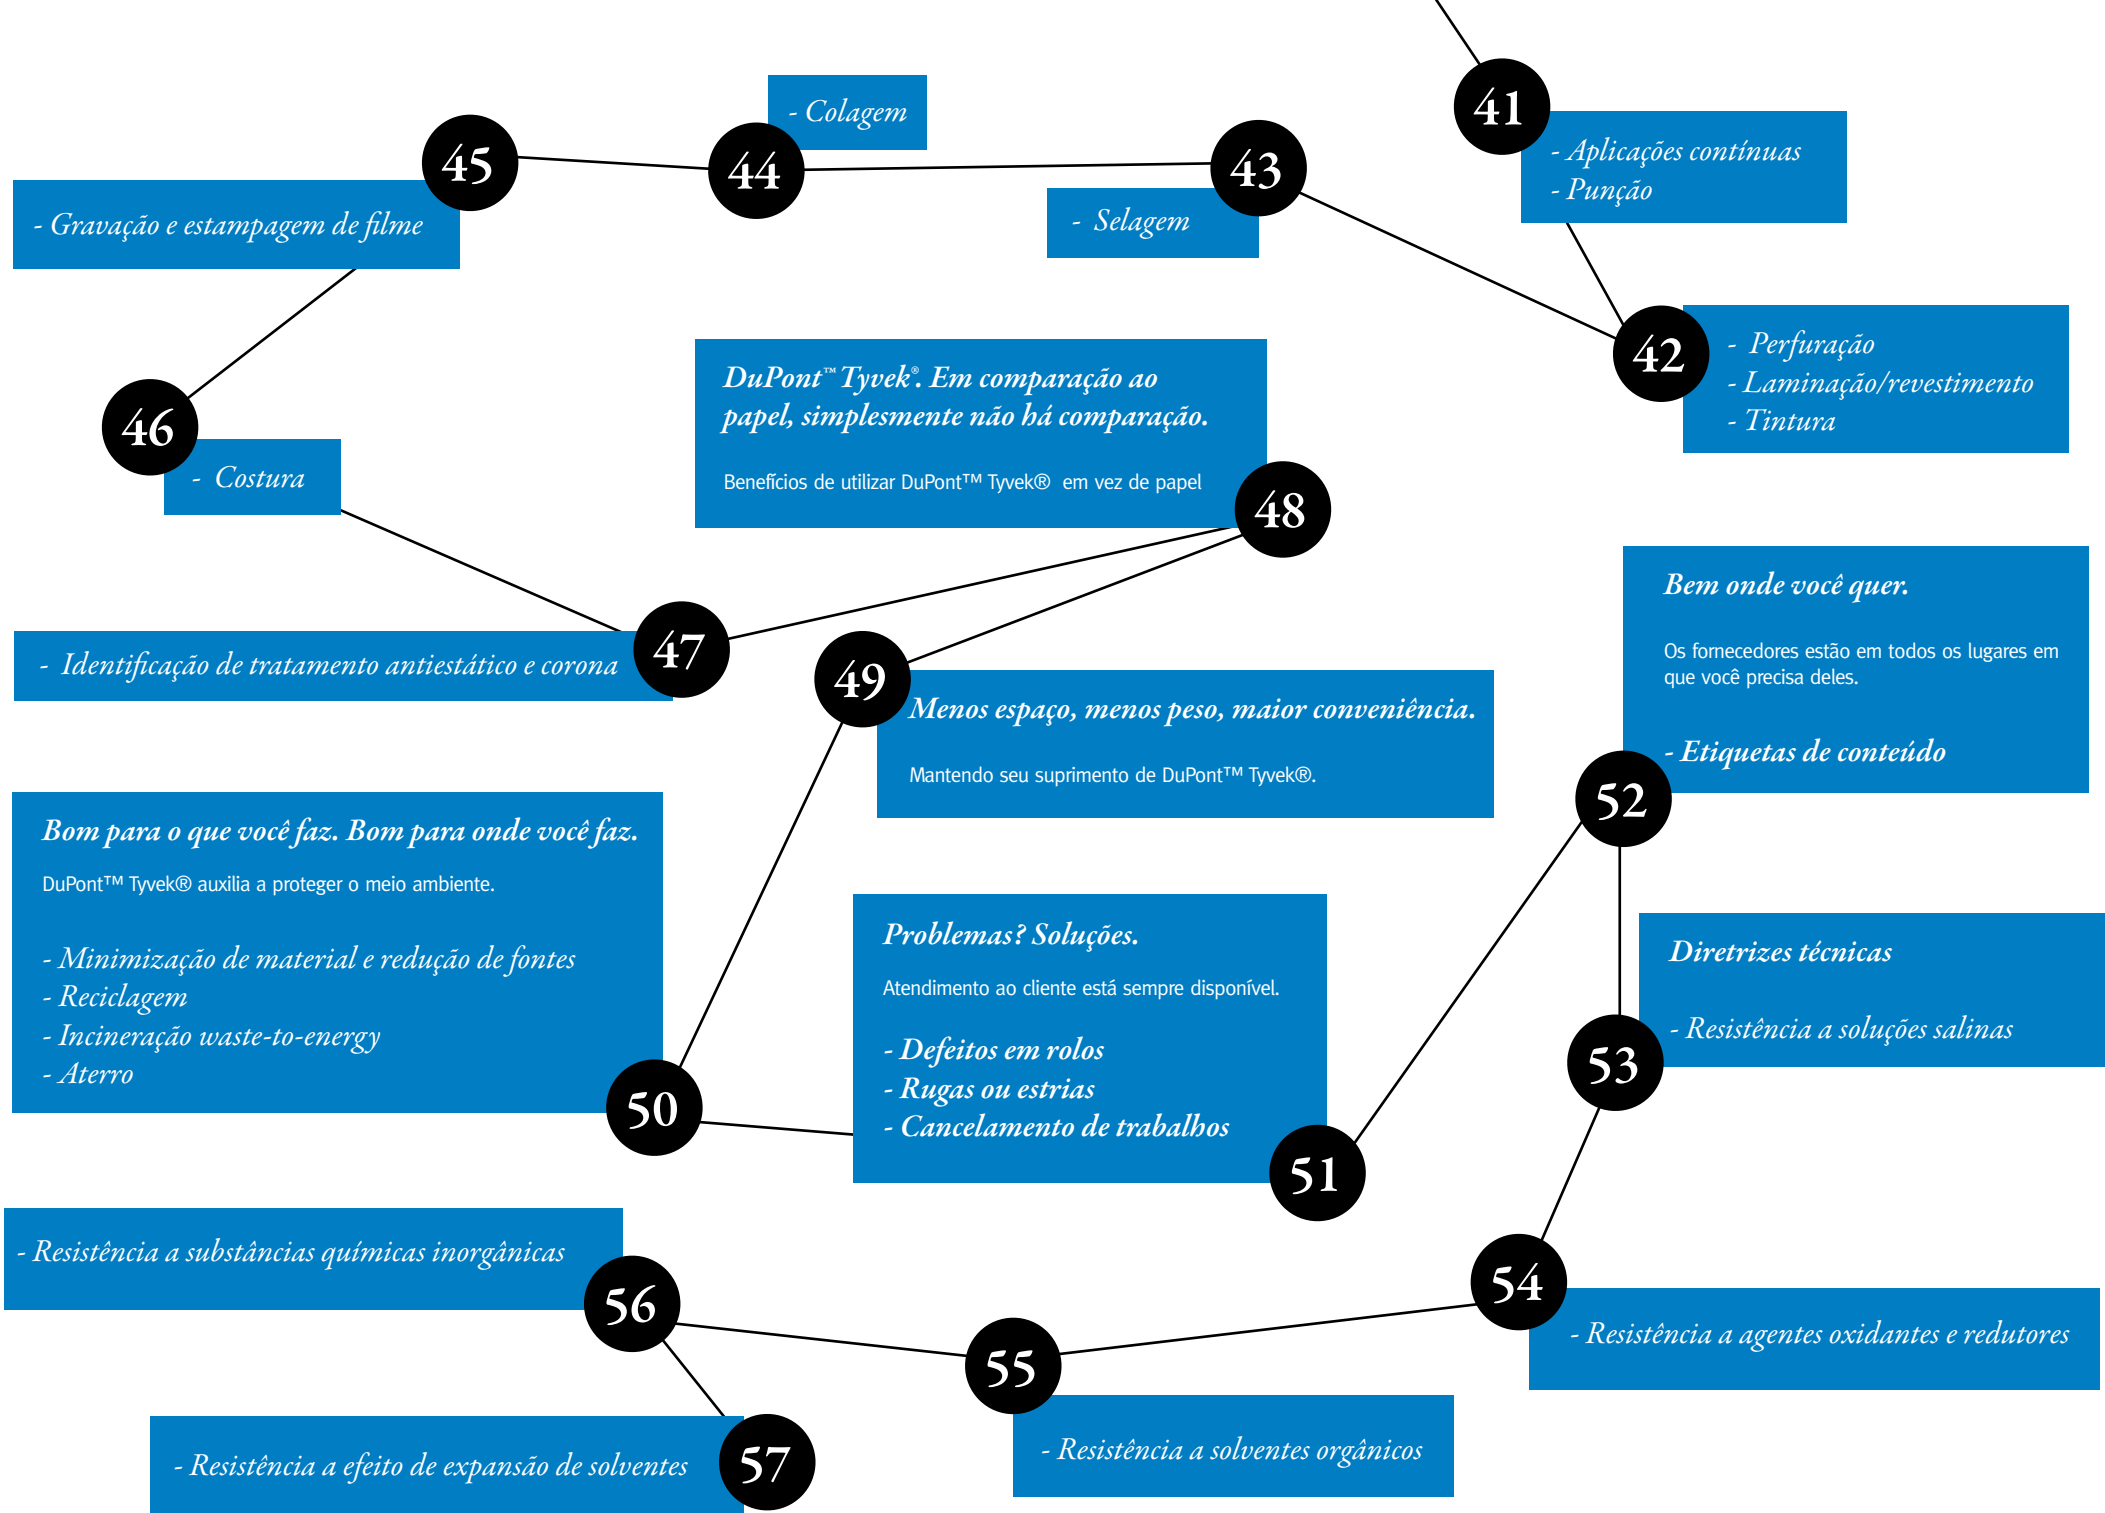 41
- Aplicações contínuas
- Punção
42
- Perfuração
- Laminação/revestimento
- Tintura
43
- Selagem
44
- Colagem
45
- Gravação e estampagem de filme
46
- Costura
47
- Identificação de tratamento antiestático e corona
48
DuPont™ Tyvek®. Em comparação ao
papel, simplesmente não há comparação.
Benefícios de utilizar DuPont™ Tyvek® em vez de papel
49
Menos espaço, menos peso, maior conveniência.
Mantendo seu suprimento de DuPont™ Tyvek®.
50
Bom para o que você faz. Bom para onde você faz.
DuPont™ Tyvek® auxilia a proteger o meio ambiente.
- Minimização de material e redução de fontes
- Reciclagem
- Incineração waste-to-energy
- Aterro
51
Problemas? Soluções.
Atendimento ao cliente está sempre disponível.
- Defeitos em rolos
- Rugas ou estrias
- Cancelamento de trabalhos
52
Bem onde você quer.
Os fornecedores estão em todos os lugares em
que você precisa deles.
- Etiquetas de conteúdo
53
Diretrizes técnicas
- Resistência a soluções salinas
54
- Resistência a agentes oxidantes e redutores
55
- Resistência a solventes orgânicos
56
- Resistência a substâncias químicas inorgânicas
57
- Resistência a efeito de expansão de solventes